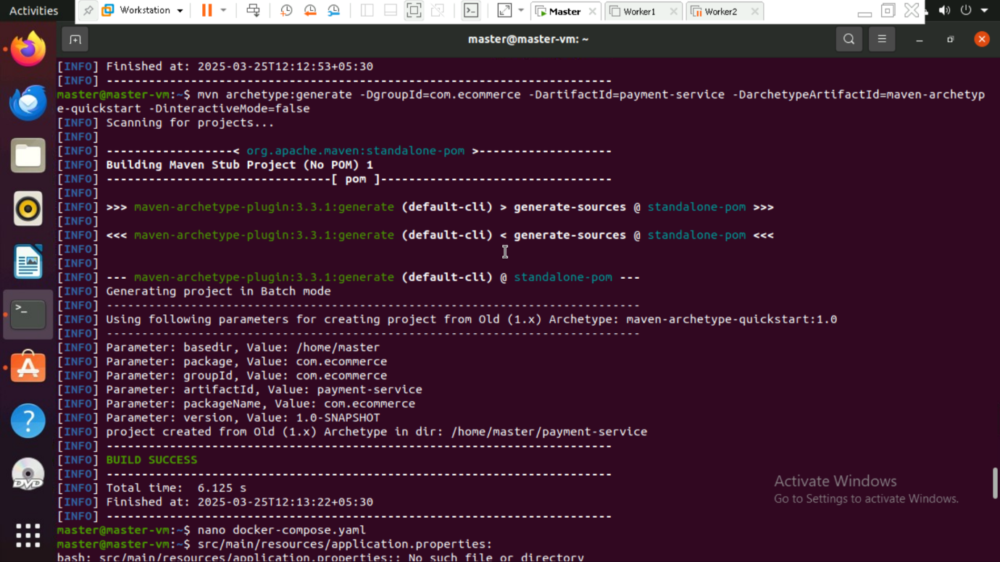 Activities
Workstation
Master
Worker1
Worker2
master@master-vm: ~
[INFO] Finished at: 2025-03-25T12:12:53+05:30
[INFO] ------------------------------------------------------------------------
master@master-vm:~$ mvn archetype:generate -DgroupId=com.ecommerce -DartifactId=payment-service -DarchetypeArtifactId=maven-archetyp
e-quickstart -DinteractiveMode=false
[INFO] Scanning for projects...
[INFO]
[INFO] ------------------< org.apache.maven:standalone-pom >-------------------
[INFO] Building Maven Stub Project (No POM) 1
[INFO] --------------------------------[ pom ]---------------------------------
[INFO]
[INFO] >>> maven-archetype-plugin:3.3.1:generate (default-cli) > generate-sources @ standalone-pom >>>
[INFO]
[INFO] <<< maven-archetype-plugin:3.3.1:generate (default-cli) < generate-sources @ standalone-pom <<<
[INFO]
[INFO]
[INFO] --- maven-archetype-plugin:3.3.1:generate (default-cli) @ standalone-pom ---
[INFO] Generating project in Batch mode
[INFO] ----------------------------------------------------------------------------
[INFO] Using following parameters for creating project from Old (1.x) Archetype: maven-archetype-quickstart:1.0
[INFO] ----------------------------------------------------------------------------
[INFO] Parameter: basedir, Value: /home/master
[INFO] Parameter: package, Value: com.ecommerce
[INFO] Parameter: groupId, Value: com.ecommerce
[INFO] Parameter: artifactId, Value: payment-service
[INFO] Parameter: packageName, Value: com.ecommerce
[INFO] Parameter: version, Value: 1.0-SNAPSHOT
[INFO] project created from Old (1.x) Archetype in dir: /home/master/payment-service
[INFO] ------------------------------------------------------------------------
[INFO] BUILD SUCCESS
[INFO] ------------------------------------------------------------------------
[INFO] Total time:  6.125 s
[INFO] Finished at: 2025-03-25T12:13:22+05:30
[INFO] ------------------------------------------------------------------------
master@master-vm:~$ nano docker-compose.yaml
master@master-vm:~$ src/main/resources/application.properties:
bash: src/main/resources/application.properties:: No such file or directory
Activate Windows
Go to Settings to activate Windows.
DVD